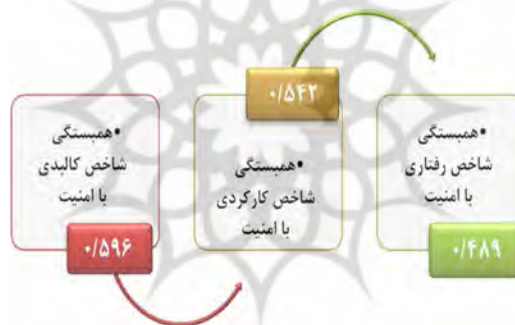 •همبستگی
شاخص رفتاری
با امنیت
۰/۴۸۹
۰/۵۴۲
•همبستگی
شاخص کارکردی
با امنیت
•همبستگی
شاخص کالبدی
با امنیت
۰/۵۹۶